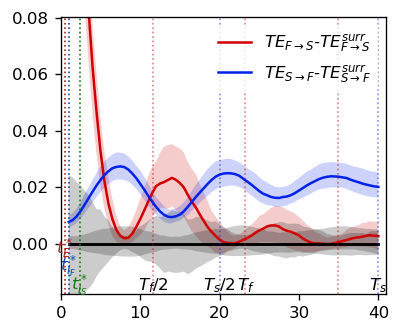 0.08
0.06
0.04
0.02
0.00
TE_{F→S}-TE^{surr}_{F→S}
TE_{S→F}-TE^{surr}_{S→F}
T_f/2
T_s/2
T_f
T_s
0
10
20
30
40